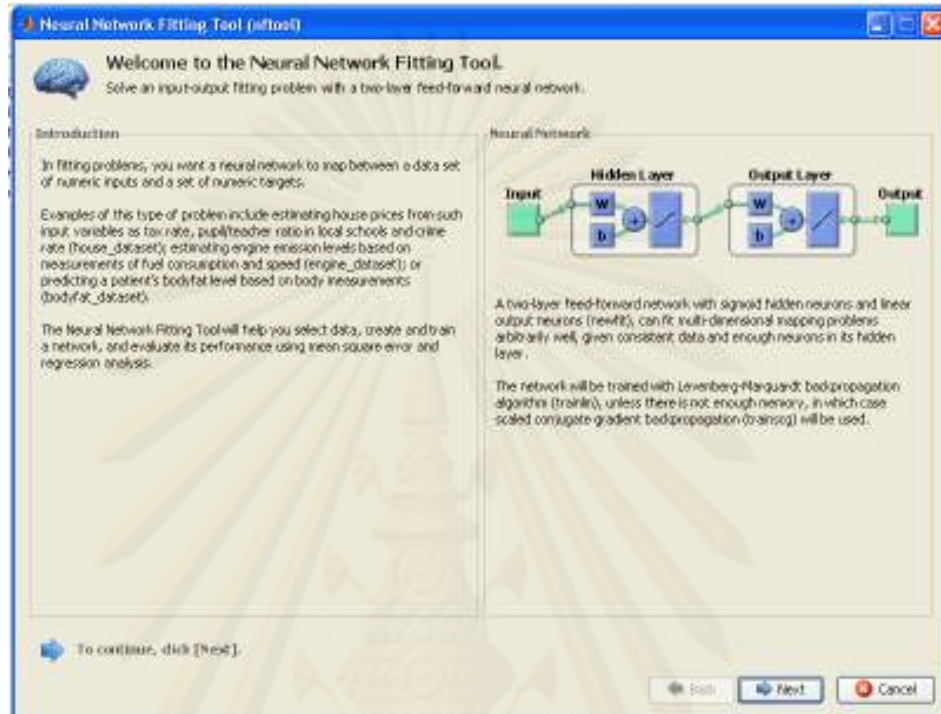 Neural Network Fitting Tool (nftool)
Welcome to the Neural Network Fitting Tool.
Solve an input-output fitting problem with a two-layer feed-forward neural network.
Introduction
In fitting problems, you want a neural network to map between a data set
of numeric inputs and a set of numeric targets.
Examples of this type of problem include estimating house prices from such
input variables as tax rate, pupil/teacher ratio in local schools and crime
rate (house_dataset); estimating engine emission levels based on
measurements of fuel consumption and speed (engine_dataset); or
predicting a patient's bodyfat level based on body measurements
(bodyfat_dataset).
The Neural Network Fitting Tool will help you select data, create and train
a network, and evaluate its performance using mean square error and
regression analysis.
Neural Network
Hidden Layer
Output Layer
Input
Output
W
b
+
W
b
+
A two-layer feed-forward network with sigmoid hidden neurons and linear
output neurons (newfit), can fit multi-dimensional mapping problems
arbitrarily well, given consistent data and enough neurons in its hidden
layer.
The network will be trained with Levenberg-Marquardt backpropagation
algorithm (trainlm), unless there is not enough memory, in which case
scaled conjugate gradient backpropagation (trainscg) will be used.
To continue, click [Next].
Back
Next
Cancel